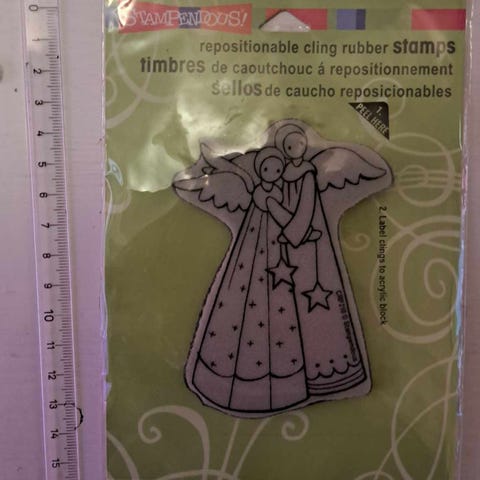 STAMPENDOUS!
repositionable cling rubber stamps
timbres de caoutchouc á repositionnement
sellos de caucho reposicionables
1.
PEEL HERE
2. Label clings to acrylic block
0
1
2
3
4
5
6
7
8
9
10
11
12
13
14
15